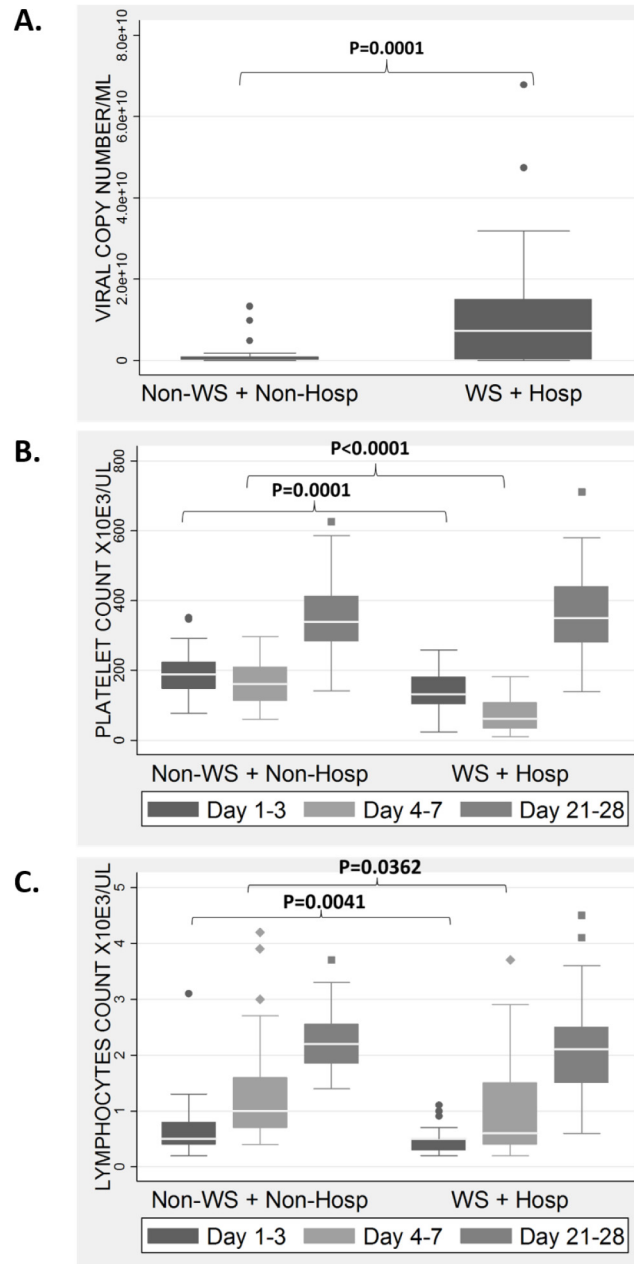 A.
P=0.0001
VIRAL COPY NUMBER/ML
8.0e+10
6.0e+10
4.0e+10
2.0e+10
0
Non-WS + Non-Hosp
WS + Hosp
B.
P<0.0001
P=0.0001
PLATELET COUNT X10E3/UL
800
600
400
200
0
Non-WS + Non-Hosp
WS + Hosp
Day 1-3 Day 4-7 Day 21-28
C.
P=0.0362
P=0.0041
LYMPHOCYTES COUNT X10E3/UL
5
4
3
2
1
0
Non-WS + Non-Hosp
WS + Hosp
Day 1-3 Day 4-7 Day 21-28